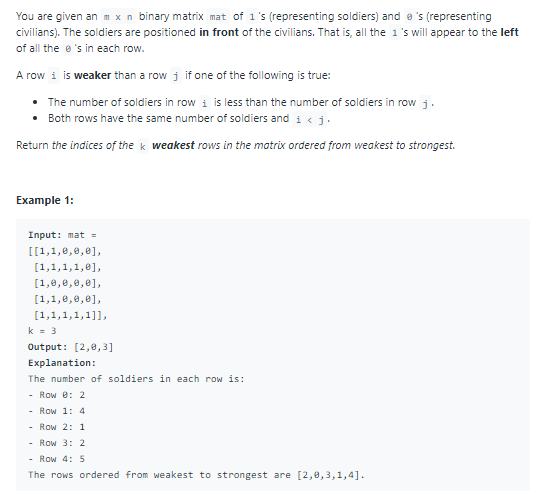 You are given an m x n binary matrix mat of 1's (representing soldiers) and 0's (representing
civilians). The soldiers are positioned in front of the civilians. That is, all the 1's will appear to the left
of all the 0's in each row.
A row i is weaker than a row j if one of the following is true:
• The number of soldiers in row i is less than the number of soldiers in row j.
• Both rows have the same number of soldiers and i < j.
Return the indices of the k weakest rows in the matrix ordered from weakest to strongest.
Example 1:
Input: mat =
[[1,1,0,0,0],
[1,1,1,1,0],
[1,0,0,0,0],
[1,1,0,0,0],
[1,1,1,1,1]],
k = 3
Output: [2,0,3]
Explanation:
The number of soldiers in each row is:
- Row 0: 2
- Row 1: 4
- Row 2: 1
- Row 3: 2
- Row 4: 5
The rows ordered from weakest to strongest are [2,0,3,1,4].